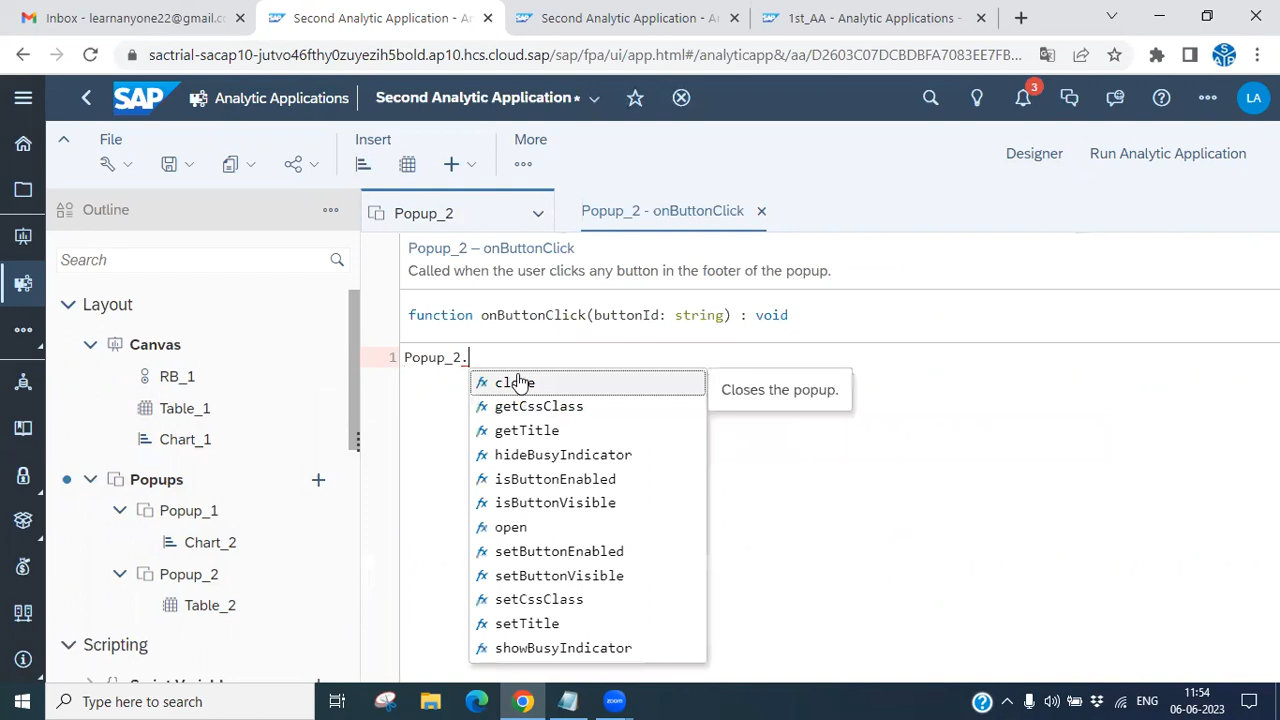 Inbox - learnanyone22@gmail.c
Second Analytic Application - An
Second Analytic Application - An
1st_AA - Analytic Applications -
sactrial-sacap10-jutvo46fthy0zuyezih5bold.ap10.hcs.cloud.sap/sap/fpa/ui/app.html#/analyticapp&/aa/D2603C07DCBDBFA7083EE7FB...
SAP
Analytic Applications
Second Analytic Application *
3
LA
File
Insert
More
Designer
Run Analytic Application
Outline
Search
Layout
Canvas
RB_1
Table_1
Chart_1
Popups
Popup_1
Chart_2
Popup_2
Table_2
Scripting
Popup_2
Popup_2 - onButtonClick
Popup_2 – onButtonClick
Called when the user clicks any button in the footer of the popup.
function onButtonClick(buttonId: string) : void
1 Popup_2.
close
Closes the popup.
getCssClass
getTitle
hideBusyIndicator
isButtonEnabled
isButtonVisible
open
setButtonEnabled
setButtonVisible
setCssClass
setTitle
showBusyIndicator
Type here to search
zoom
ENG
11:54
06-06-2023